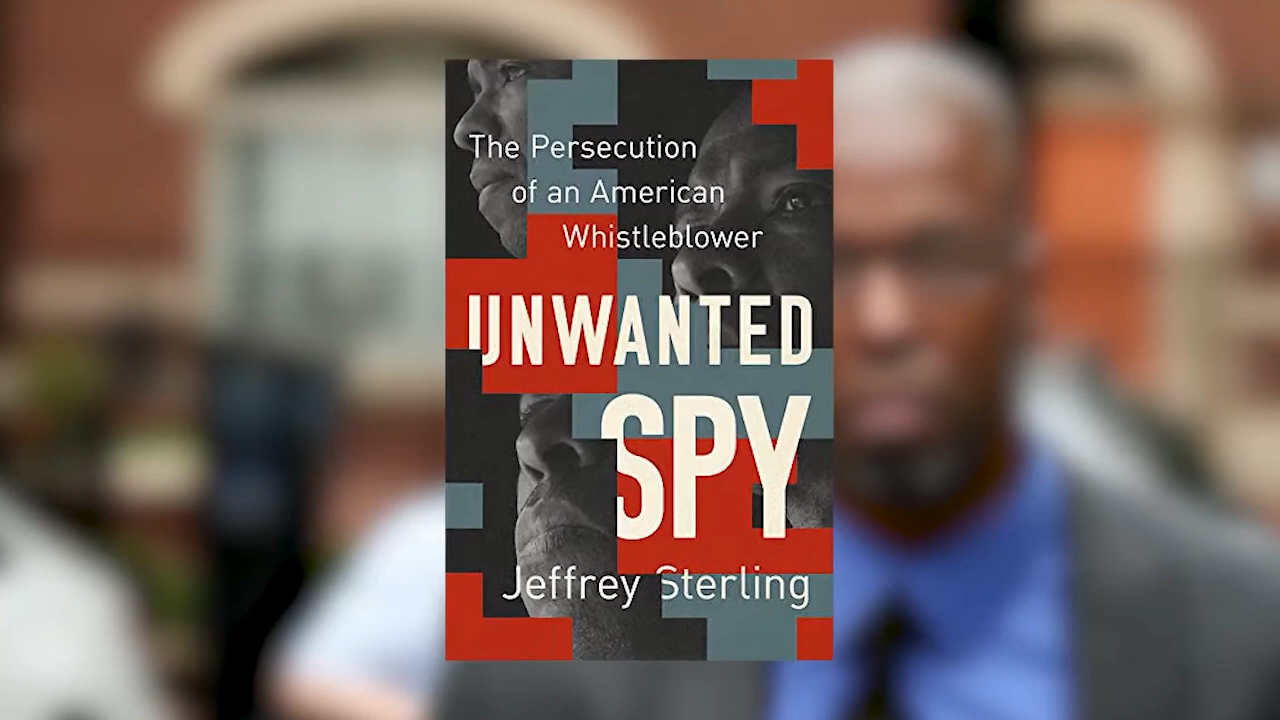 The Persecution
of an American
Whistleblower
UNWANTED
SPY
Jeffrey Sterling